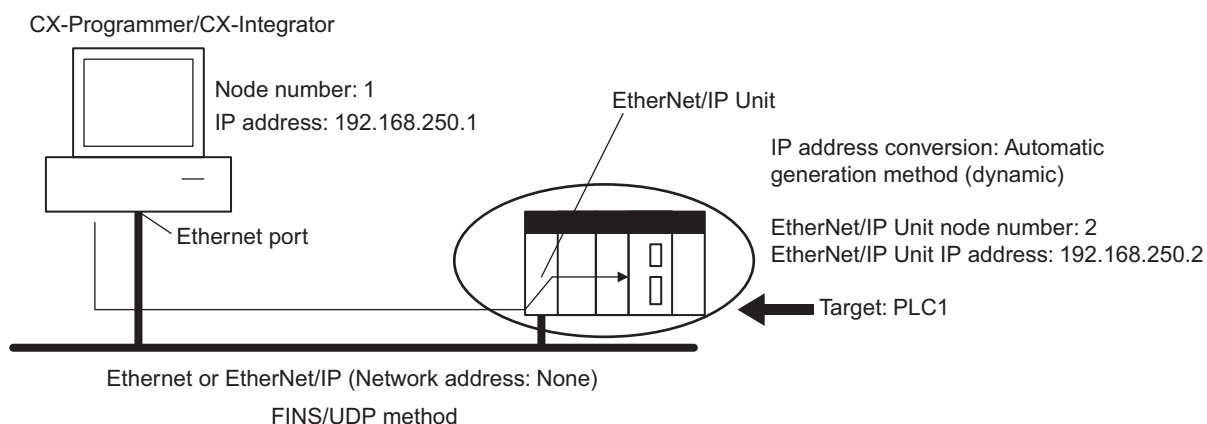 CX-Programmer/CX-Integrator
Node number: 1
IP address: 192.168.250.1
EtherNet/IP Unit
IP address conversion: Automatic
generation method (dynamic)
Ethernet port
EtherNet/IP Unit node number: 2
EtherNet/IP Unit IP address: 192.168.250.2
Target: PLC1
Ethernet or EtherNet/IP (Network address: None)
FINS/UDP method